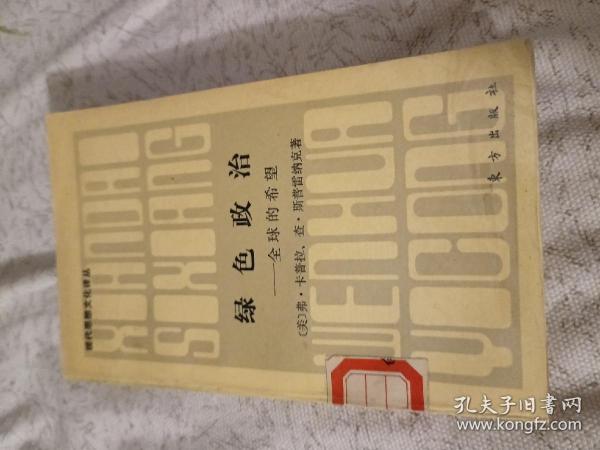 现代思想文化译丛
XIANDAI
SIXIANG
WENHUA
YICONG
绿色政治
——全球的希望
〔美〕弗·卡普拉、查·斯普雷纳克著
东方出版社
孔夫子旧书网
www.kongfz.com